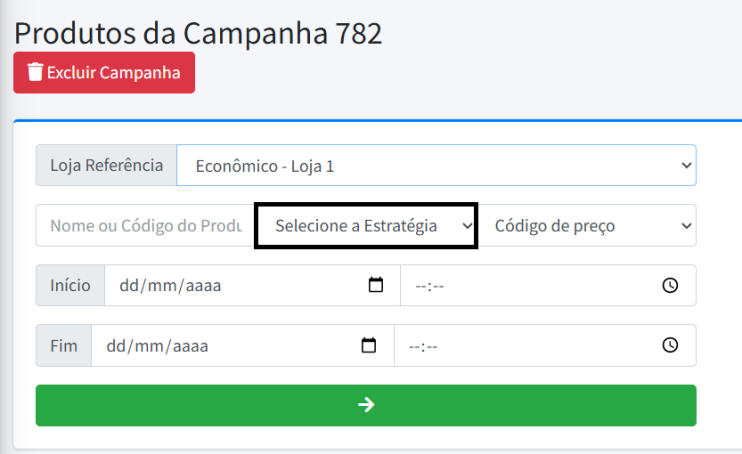 Produtos da Campanha 782
Excluir Campanha
Loja Referência Econômico - Loja 1
Nome ou Código do Produ Selecione a Estratégia Código de preço
Início dd/mm/aaaa --:--
Fim dd/mm/aaaa --:--